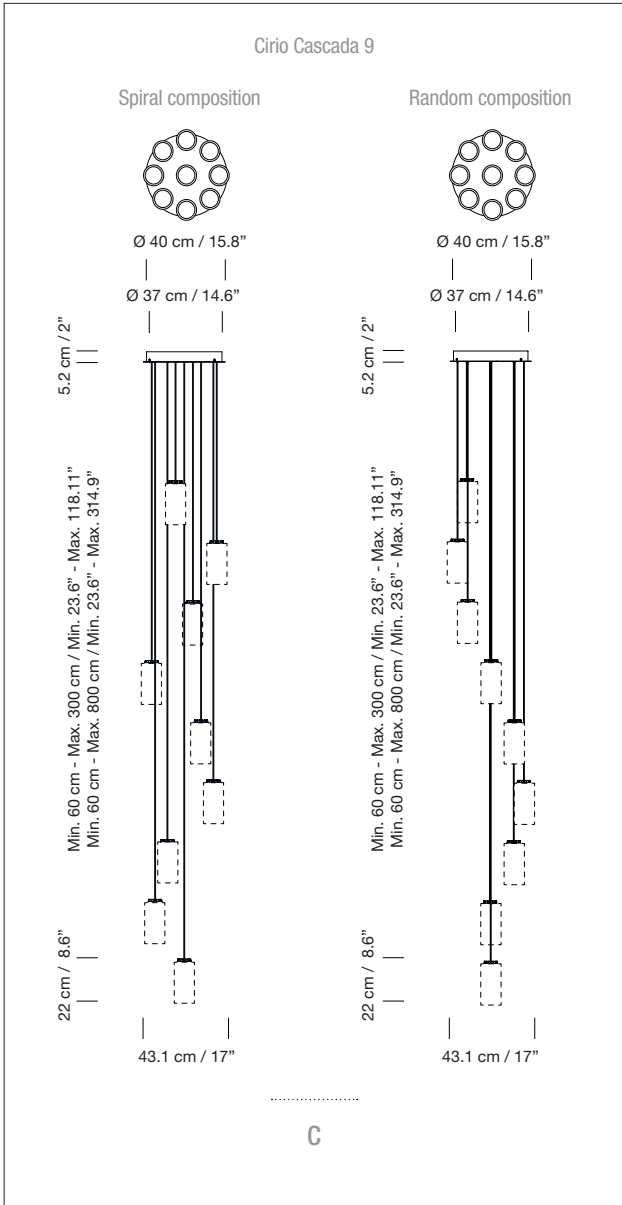 Cirio Cascada 9
Spiral composition
Ø 40 cm / 15.8”
Ø 37 cm / 14.6”
5.2 cm / 2”
Min. 60 cm - Max. 300 cm / Min. 23.6” - Max. 118.11”
Min. 60 cm - Max. 800 cm / Min. 23.6” - Max. 314.9”
22 cm / 8.6”
43.1 cm / 17”
Random composition
Ø 40 cm / 15.8”
Ø 37 cm / 14.6”
5.2 cm / 2”
Min. 60 cm - Max. 300 cm / Min. 23.6” - Max. 118.11”
Min. 60 cm - Max. 800 cm / Min. 23.6” - Max. 314.9”
22 cm / 8.6”
43.1 cm / 17”
C